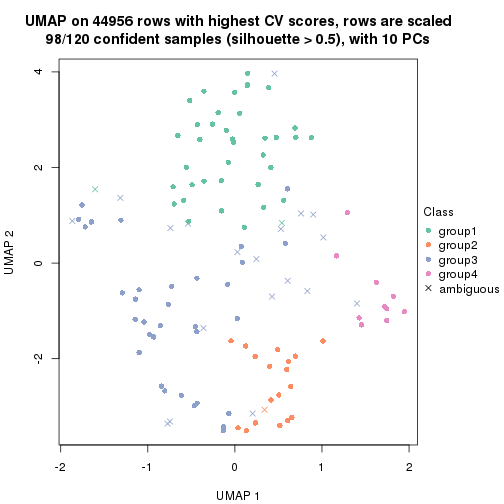 UMAP on 44956 rows with highest CV scores, rows are scaled
98/120 confident samples (silhouette > 0.5), with 10 PCs
4
2
0
-2
UMAP 2
-2
-1
0
1
2
UMAP 1
Class
group1
group2
group3
group4
ambiguous